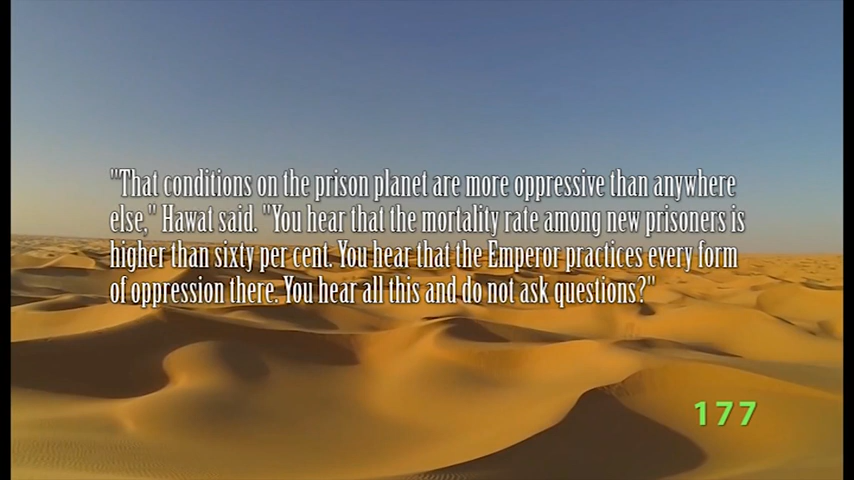 "That conditions on the prison planet are more oppressive than anywhere
else," Hawat said. "You hear that the mortality rate among new prisoners is
higher than sixty per cent. You hear that the Emperor practices every form
of oppression there. You hear all this and do not ask questions?"
177